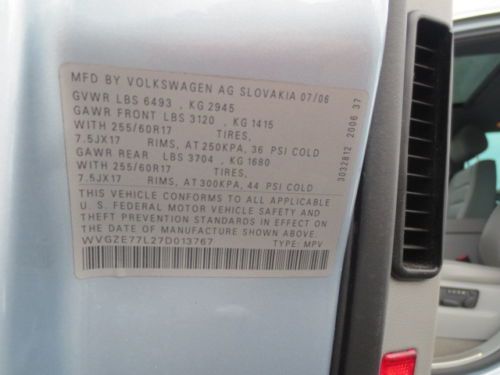 MFD BY VOLKSWAGEN AG SLOVAKIA 07/06
GVWR LBS 6493 , KG 2945
GAWR FRONT LBS 3120 , KG 1415
WITH 255/60R17 TIRES,
7.5JX17 RIMS, AT 250KPA, 36 PSI COLD
GAWR REAR LBS 3704 , KG 1680
WITH 255/60R17 TIRES,
7.5JX17 RIMS, AT 300KPA, 44 PSI COLD
THIS VEHICLE CONFORMS TO ALL APPLICABLE
U. S. FEDERAL MOTOR VEHICLE SAFETY AND
THEFT PREVENTION STANDARDS IN EFFECT ON
THE DATE OF MANUFACTURE SHOWN ABOVE
WVGZE77L27D013767 TYPE: MPV
3032812 2006 37